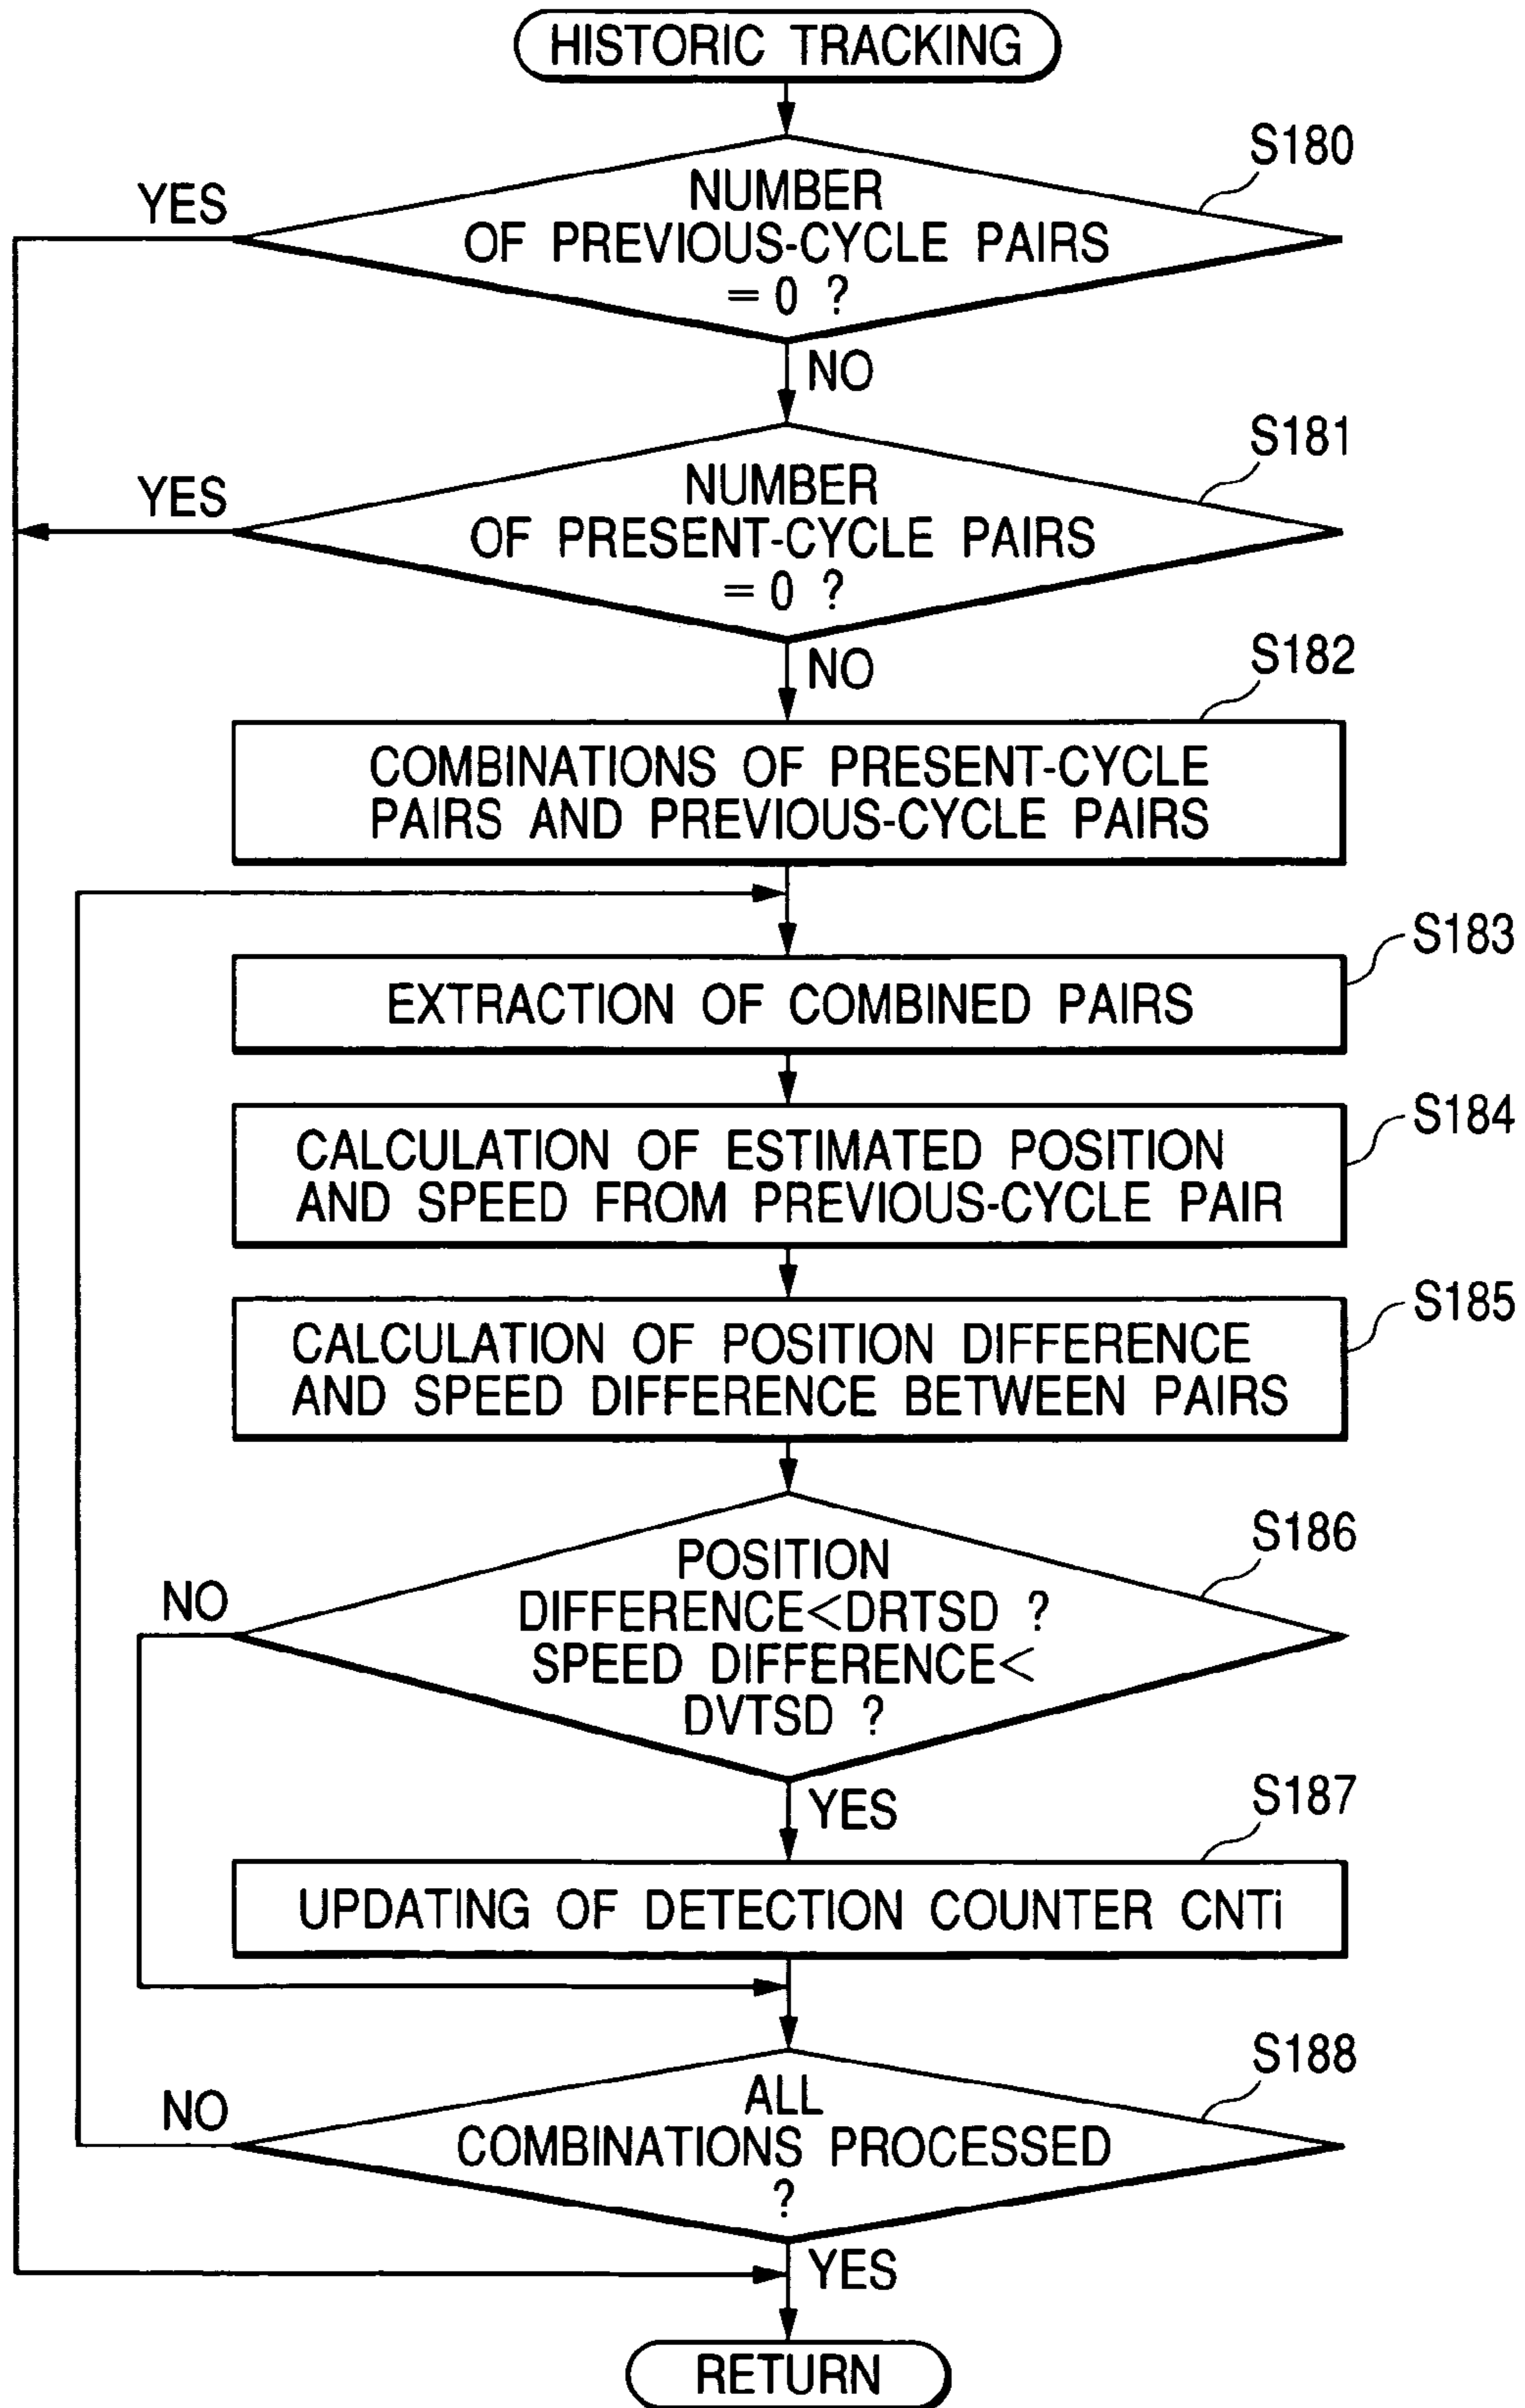 HISTORIC TRACKING
S180
YES
NUMBER
OF PREVIOUS-CYCLE PAIRS
= 0 ?
NO
S181
YES
NUMBER
OF PRESENT-CYCLE PAIRS
= 0 ?
NO
S182
COMBINATIONS OF PRESENT-CYCLE
PAIRS AND PREVIOUS-CYCLE PAIRS
S183
EXTRACTION OF COMBINED PAIRS
S184
CALCULATION OF ESTIMATED POSITION
AND SPEED FROM PREVIOUS-CYCLE PAIR
S185
CALCULATION OF POSITION DIFFERENCE
AND SPEED DIFFERENCE BETWEEN PAIRS
S186
POSITION
NO
DIFFERENCE<DRTSD ?
SPEED DIFFERENCE<
DVTSD ?
YES
S187
UPDATING OF DETECTION COUNTER CNTi
S188
NO
ALL
COMBINATIONS PROCESSED
?
YES
RETURN